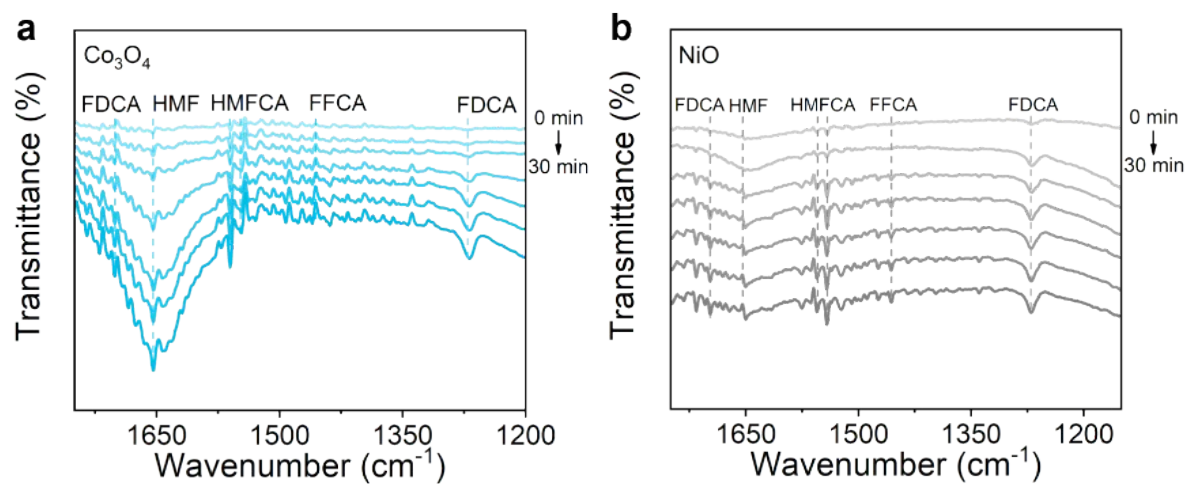 a
Co₃O₄
FDCA HMF HMFCA FFCA FDCA
0 min
30 min
Transmittance (%)
1650 1500 1350 1200
Wavenumber (cm⁻¹)
b
NiO
FDCA HMF HMFCA FFCA FDCA
0 min
30 min
Transmittance (%)
1650 1500 1350 1200
Wavenumber (cm⁻¹)